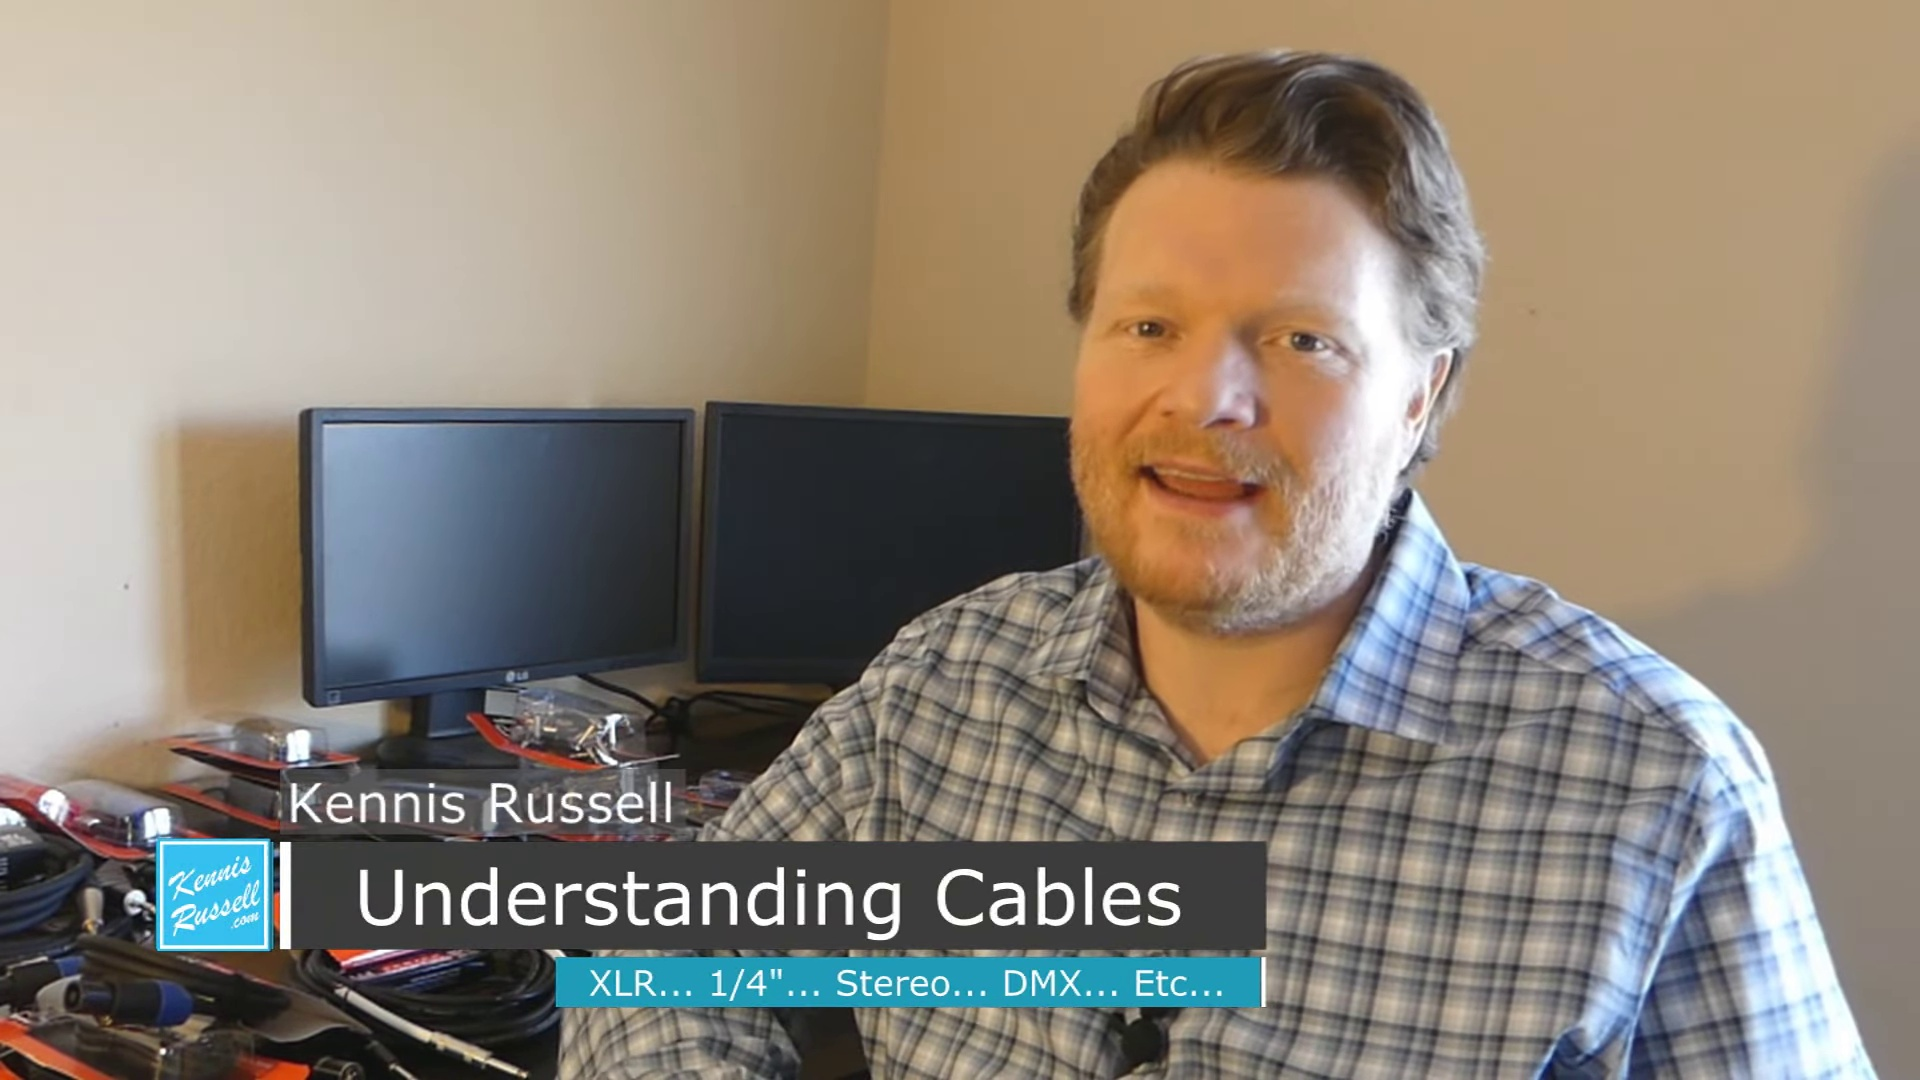 LG
Kennis Russell
Kennis
Russell
.com
Understanding Cables
XLR... 1/4"... Stereo... DMX... Etc...